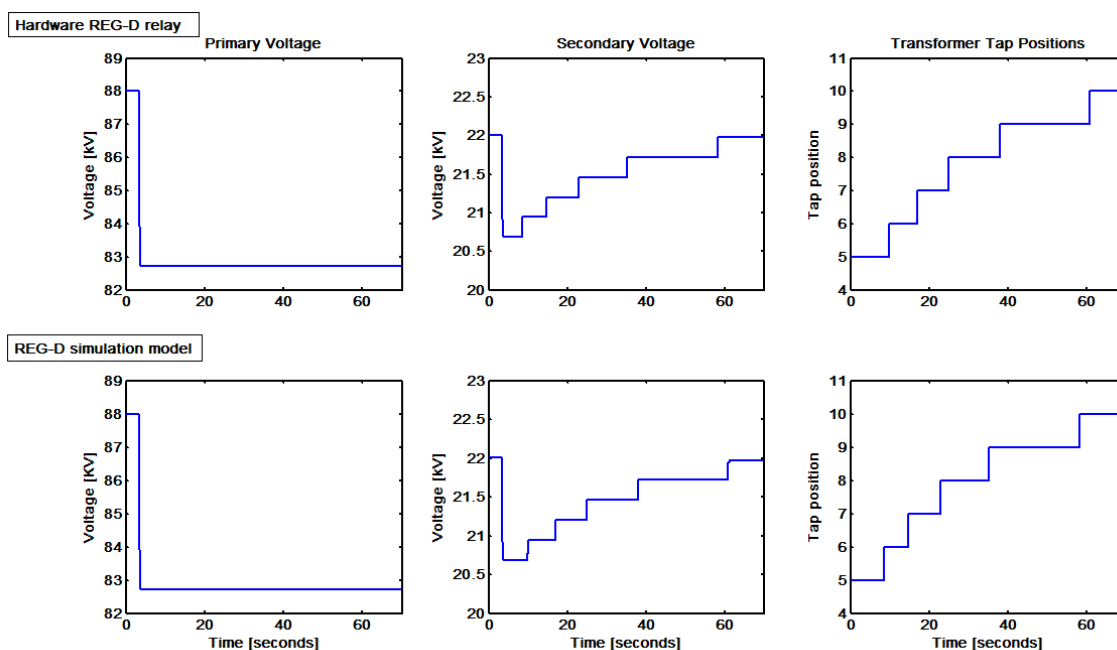 Hardware REG-D relay
Primary Voltage
Secondary Voltage
Transformer Tap Positions
Voltage [kV]
89
88
87
86
85
84
83
82
0 20 40 60
Voltage [kV]
23
22.5
22
21.5
21
20.5
20
0 20 40 60
Tap position
11
10
9
8
7
6
5
4
0 20 40 60
REG-D simulation model
Voltage [KV]
89
88
87
86
85
84
83
82
0 20 40 60
Time [seconds]
Voltage [kV]
23
22.5
22
21.5
21
20.5
20
0 20 40 60
Time [seconds]
Tap position
11
10
9
8
7
6
5
4
0 20 40 60
Time [seconds]